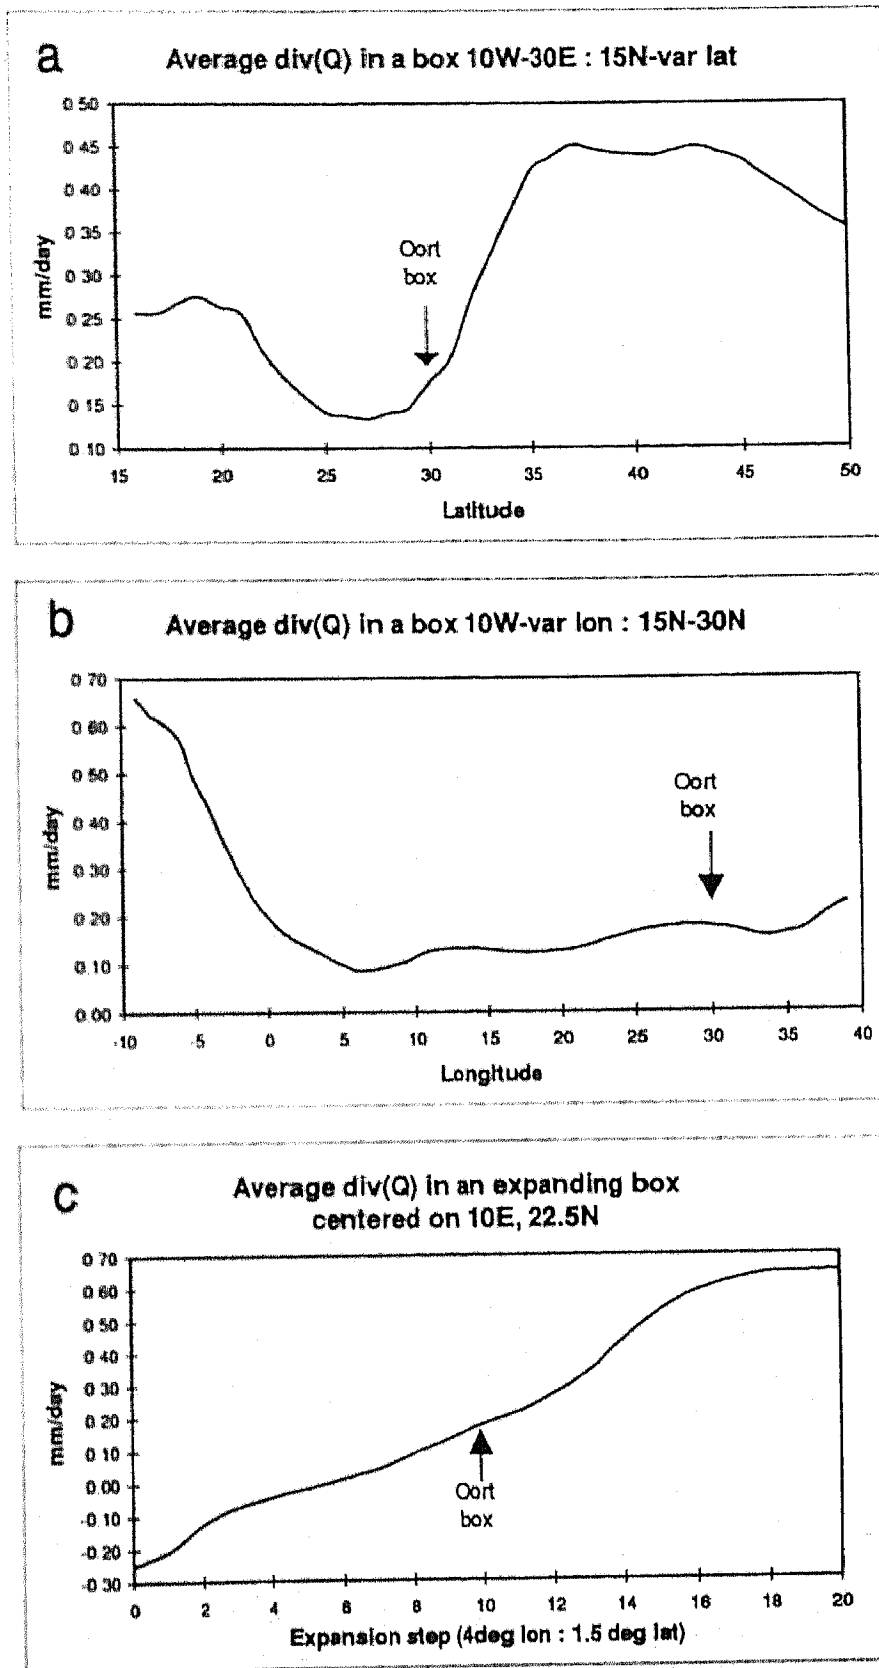 a
Average div(Q) in a box 10W-30E : 15N-var lat
0.50
0.45
0.40
0.35
0.30
0.25
0.20
0.15
0.10
mm/day
Oort
box
15 20 25 30 35 40 45 50
Latitude
b
Average div(Q) in a box 10W-var lon : 15N-30N
0.70
0.60
0.50
0.40
0.30
0.20
0.10
0.00
mm/day
Oort
box
-10 -5 0 5 10 15 20 25 30 35 40
Longitude
c
Average div(Q) in an expanding box
centered on 10E, 22.5N
0.70
0.60
0.50
0.40
0.30
0.20
0.10
0.00
-0.10
-0.20
-0.30
mm/day
Oort
box
0 2 4 6 8 10 12 14 16 18 20
Expansion step (4deg lon : 1.5 deg lat)